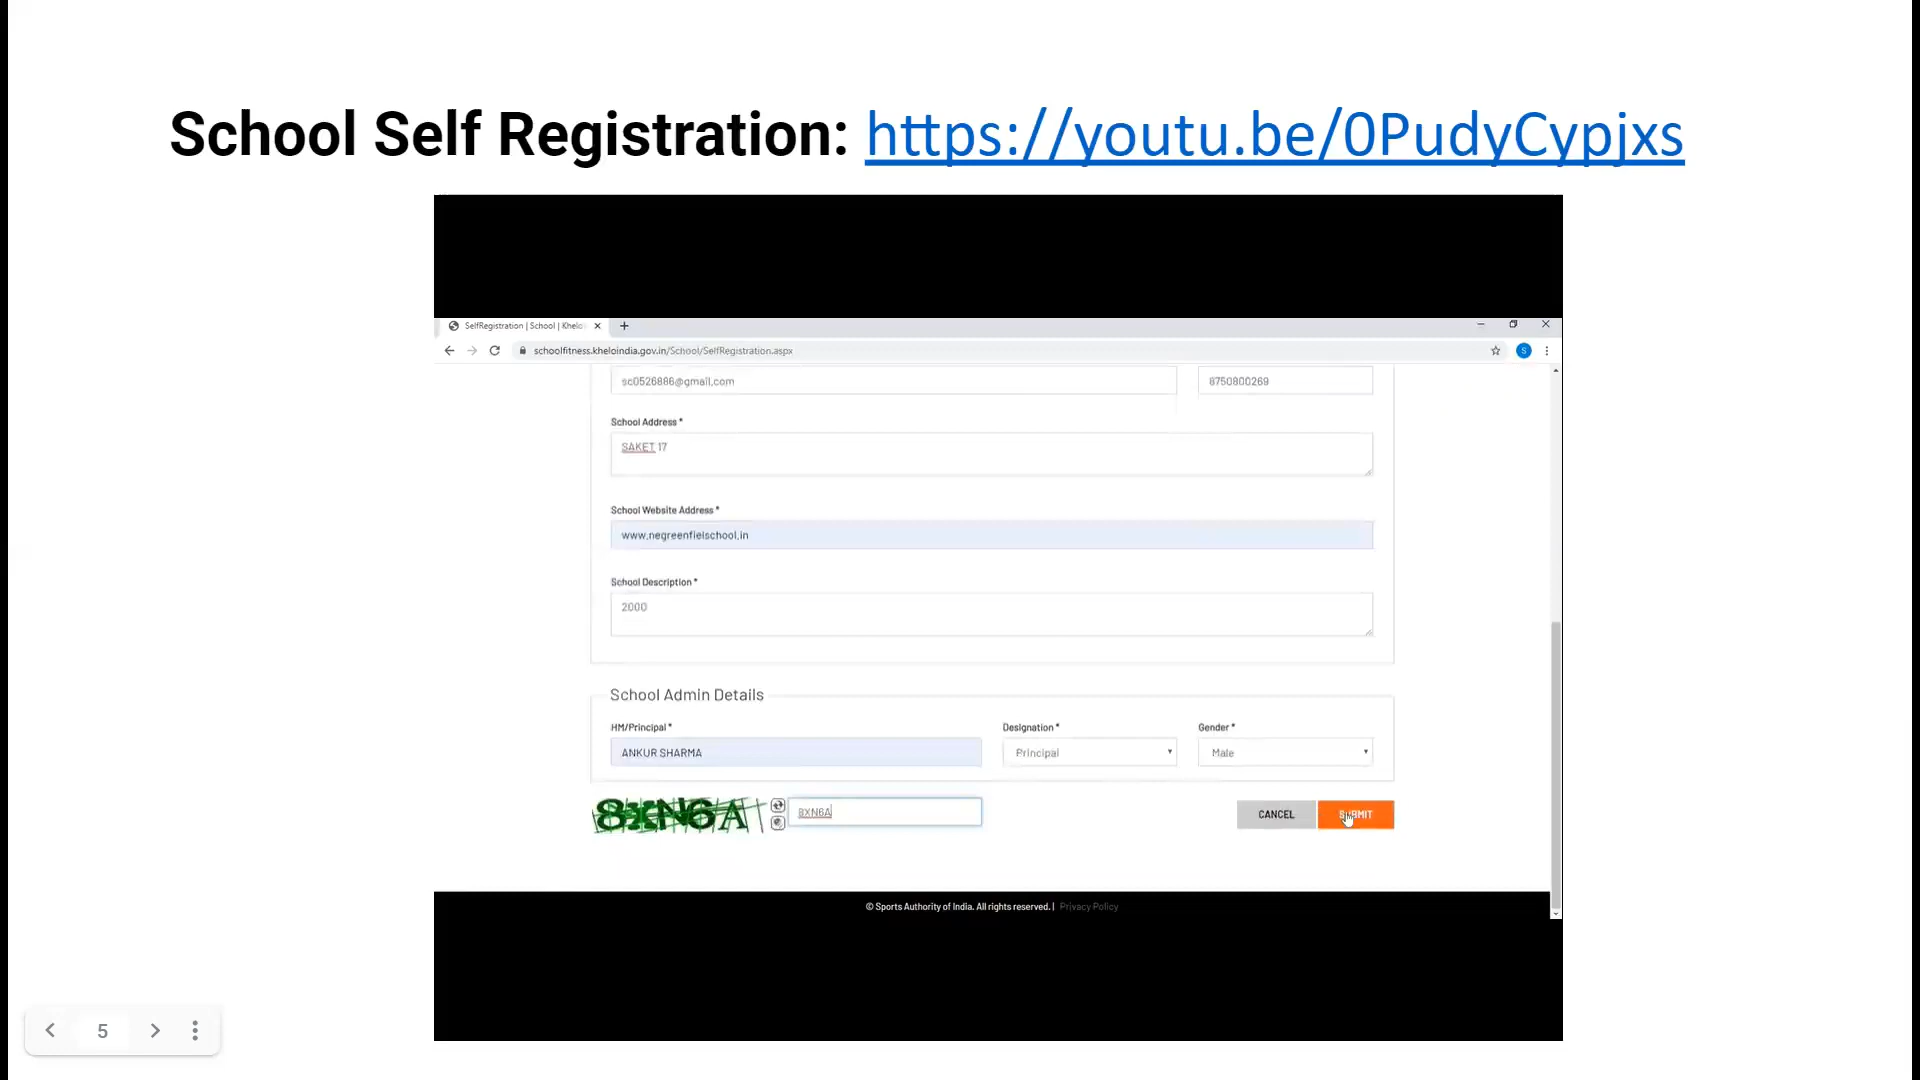 School Self Registration: https://youtu.be/0PudyCypjxs
SelfRegistration | School | Khelo
schoolfitness.kheloindia.gov.in/School/SelfRegistration.aspx
S
sc0526886@gmail.com 8750800269
School Address *
SAKET 17
School Website Address *
www.negreenfielschool.in
School Description *
2000
School Admin Details
HM/Principal * Designation * Gender *
ANKUR SHARMA Principal Male
8XN6A 8XN6A CANCEL SUBMIT
© Sports Authority of India. All rights reserved. | Privacy Policy
5